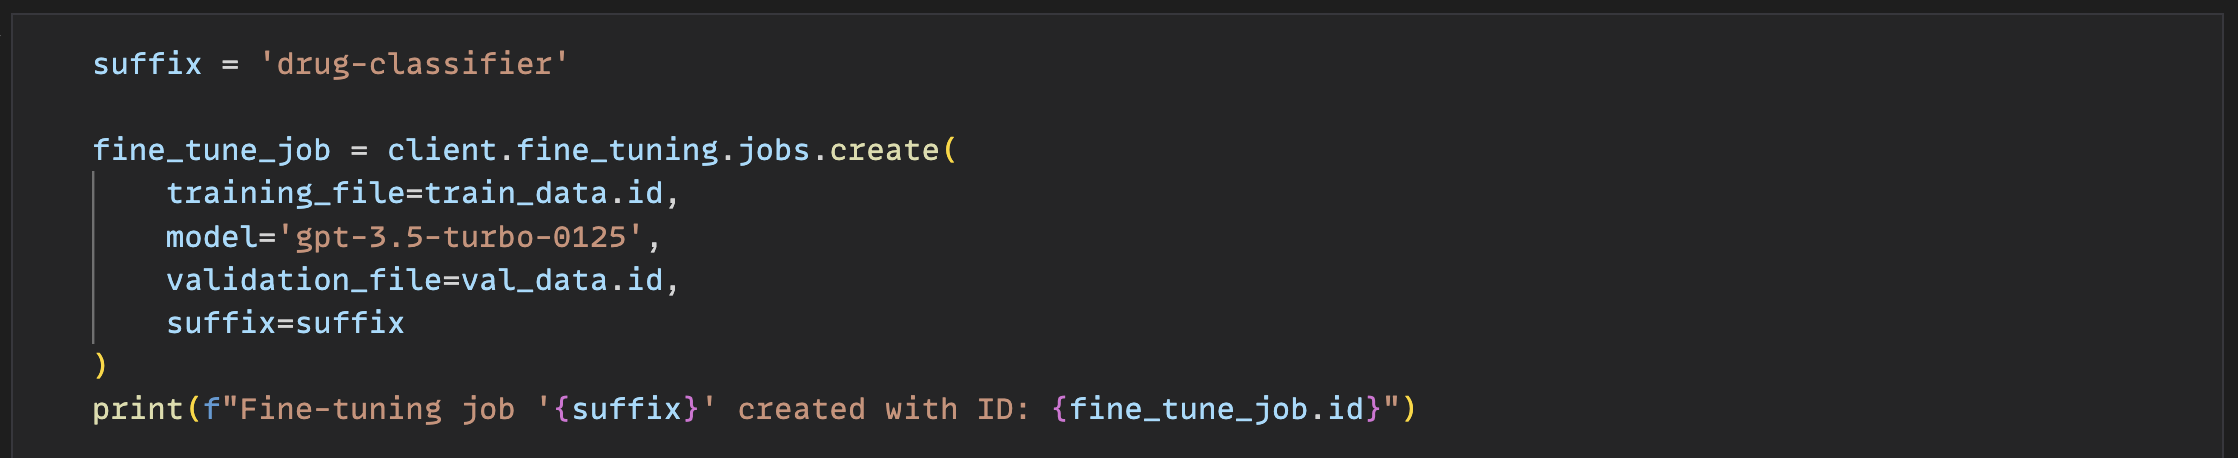 suffix = 'drug-classifier'

fine_tune_job = client.fine_tuning.jobs.create(
    training_file=train_data.id,
    model='gpt-3.5-turbo-0125',
    validation_file=val_data.id,
    suffix=suffix
)
print(f"Fine-tuning job '{suffix}' created with ID: {fine_tune_job.id}")